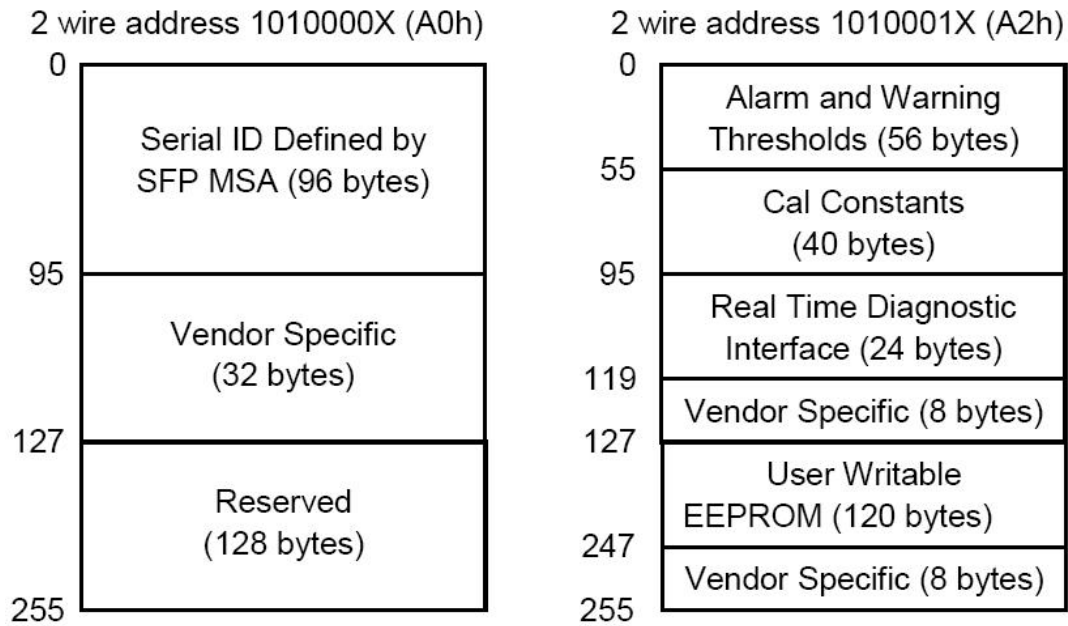 2 wire address 1010000X (A0h)
0
Serial ID Defined by
SFP MSA (96 bytes)
95
Vendor Specific
(32 bytes)
127
Reserved
(128 bytes)
255
2 wire address 1010001X (A2h)
0
Alarm and Warning
Thresholds (56 bytes)
55
Cal Constants
(40 bytes)
95
Real Time Diagnostic
Interface (24 bytes)
119
Vendor Specific (8 bytes)
127
User Writable
EEPROM (120 bytes)
247
Vendor Specific (8 bytes)
255